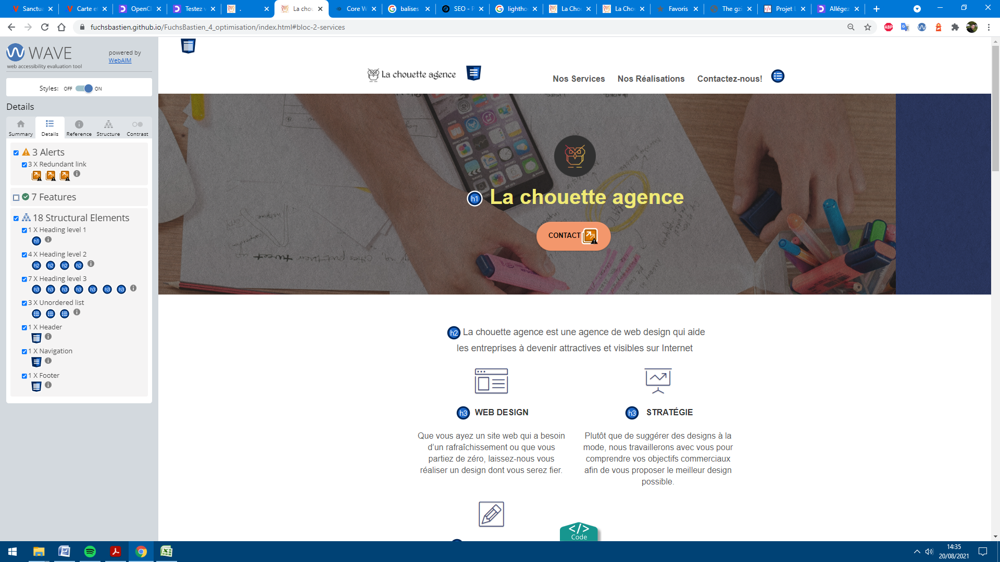 Sanctua
Carte et
OpenCl
Testez v
.
La chou
Core W
balises
SEO - P
lightho
La Cho
La Cho
Favoris
The gzi
Projet L
Allégez
fuchsbastien.github.io/FuchsBastien_4_optimisation/index.html#bloc-2-services
ABP
WAVE
web accessibility evaluation tool
powered by
WebAIM
Styles: OFF ON
Details
Summary
Details
Reference
Structure
Contrast
3 Alerts
3 X Redundant link
7 Features
18 Structural Elements
1 X Heading level 1
h1
4 X Heading level 2
h2 h2 h2 h2
7 X Heading level 3
h3 h3 h3 h3 h3 h3 h3
3 X Unordered list
1 X Header
1 X Navigation
1 X Footer
La chouette agence
Nos Services
Nos Réalisations
Contactez-nous!
h1 La chouette agence
CONTACT
h2 La chouette agence est une agence de web design qui aide
les entreprises à devenir attractives et visibles sur Internet
h3 WEB DESIGN
Que vous ayez un site web qui a besoin
d'un rafraîchissement ou que vous
partiez de zéro, laissez-nous vous
réaliser un design dont vous serez fier.
h3 STRATÉGIE
Plutôt que de suggérer des designs à la
mode, nous travaillerons avec vous pour
comprendre vos objectifs commerciaux
afin de vous proposer le meilleur design
possible.
</>
Code
14:35
20/08/2021